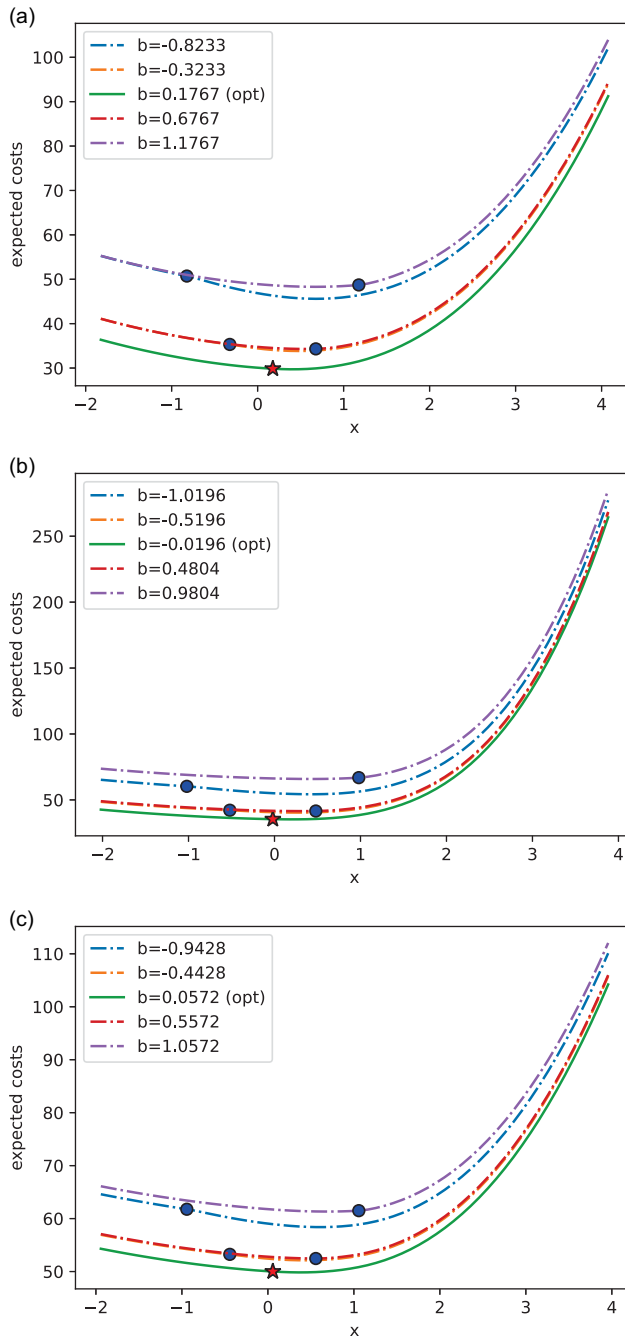 (a)
b=-0.8233
b=-0.3233
b=0.1767 (opt)
b=0.6767
b=1.1767
100
90
80
70
60
50
40
30
expected costs
−2 −1 0 1 2 3 4
x
(b)
b=-1.0196
b=-0.5196
b=-0.0196 (opt)
b=0.4804
b=0.9804
250
200
150
100
50
expected costs
−2 −1 0 1 2 3 4
x
(c)
b=-0.9428
b=-0.4428
b=0.0572 (opt)
b=0.5572
b=1.0572
110
100
90
80
70
60
50
expected costs
−2 −1 0 1 2 3 4
x